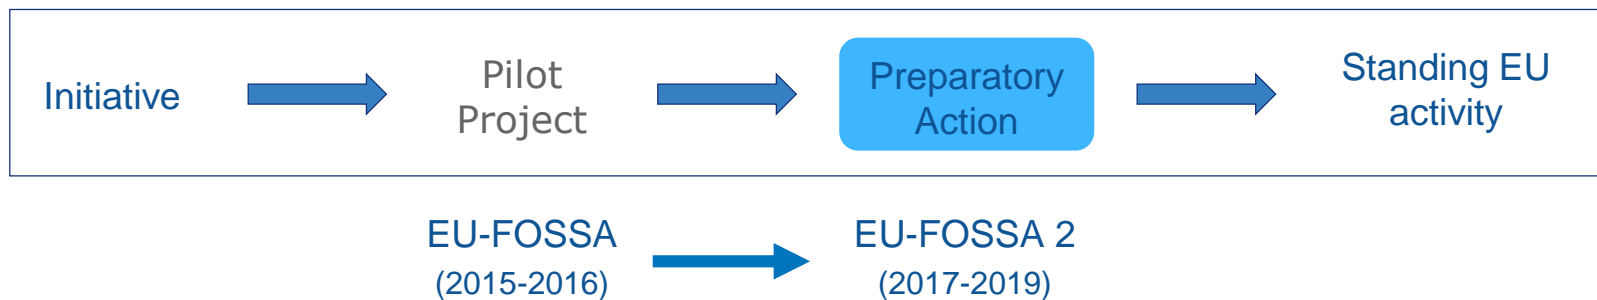 Initiative
Pilot
Project
Preparatory
Action
Standing EU
activity
EU-FOSSA
(2015-2016)
EU-FOSSA 2
(2017-2019)